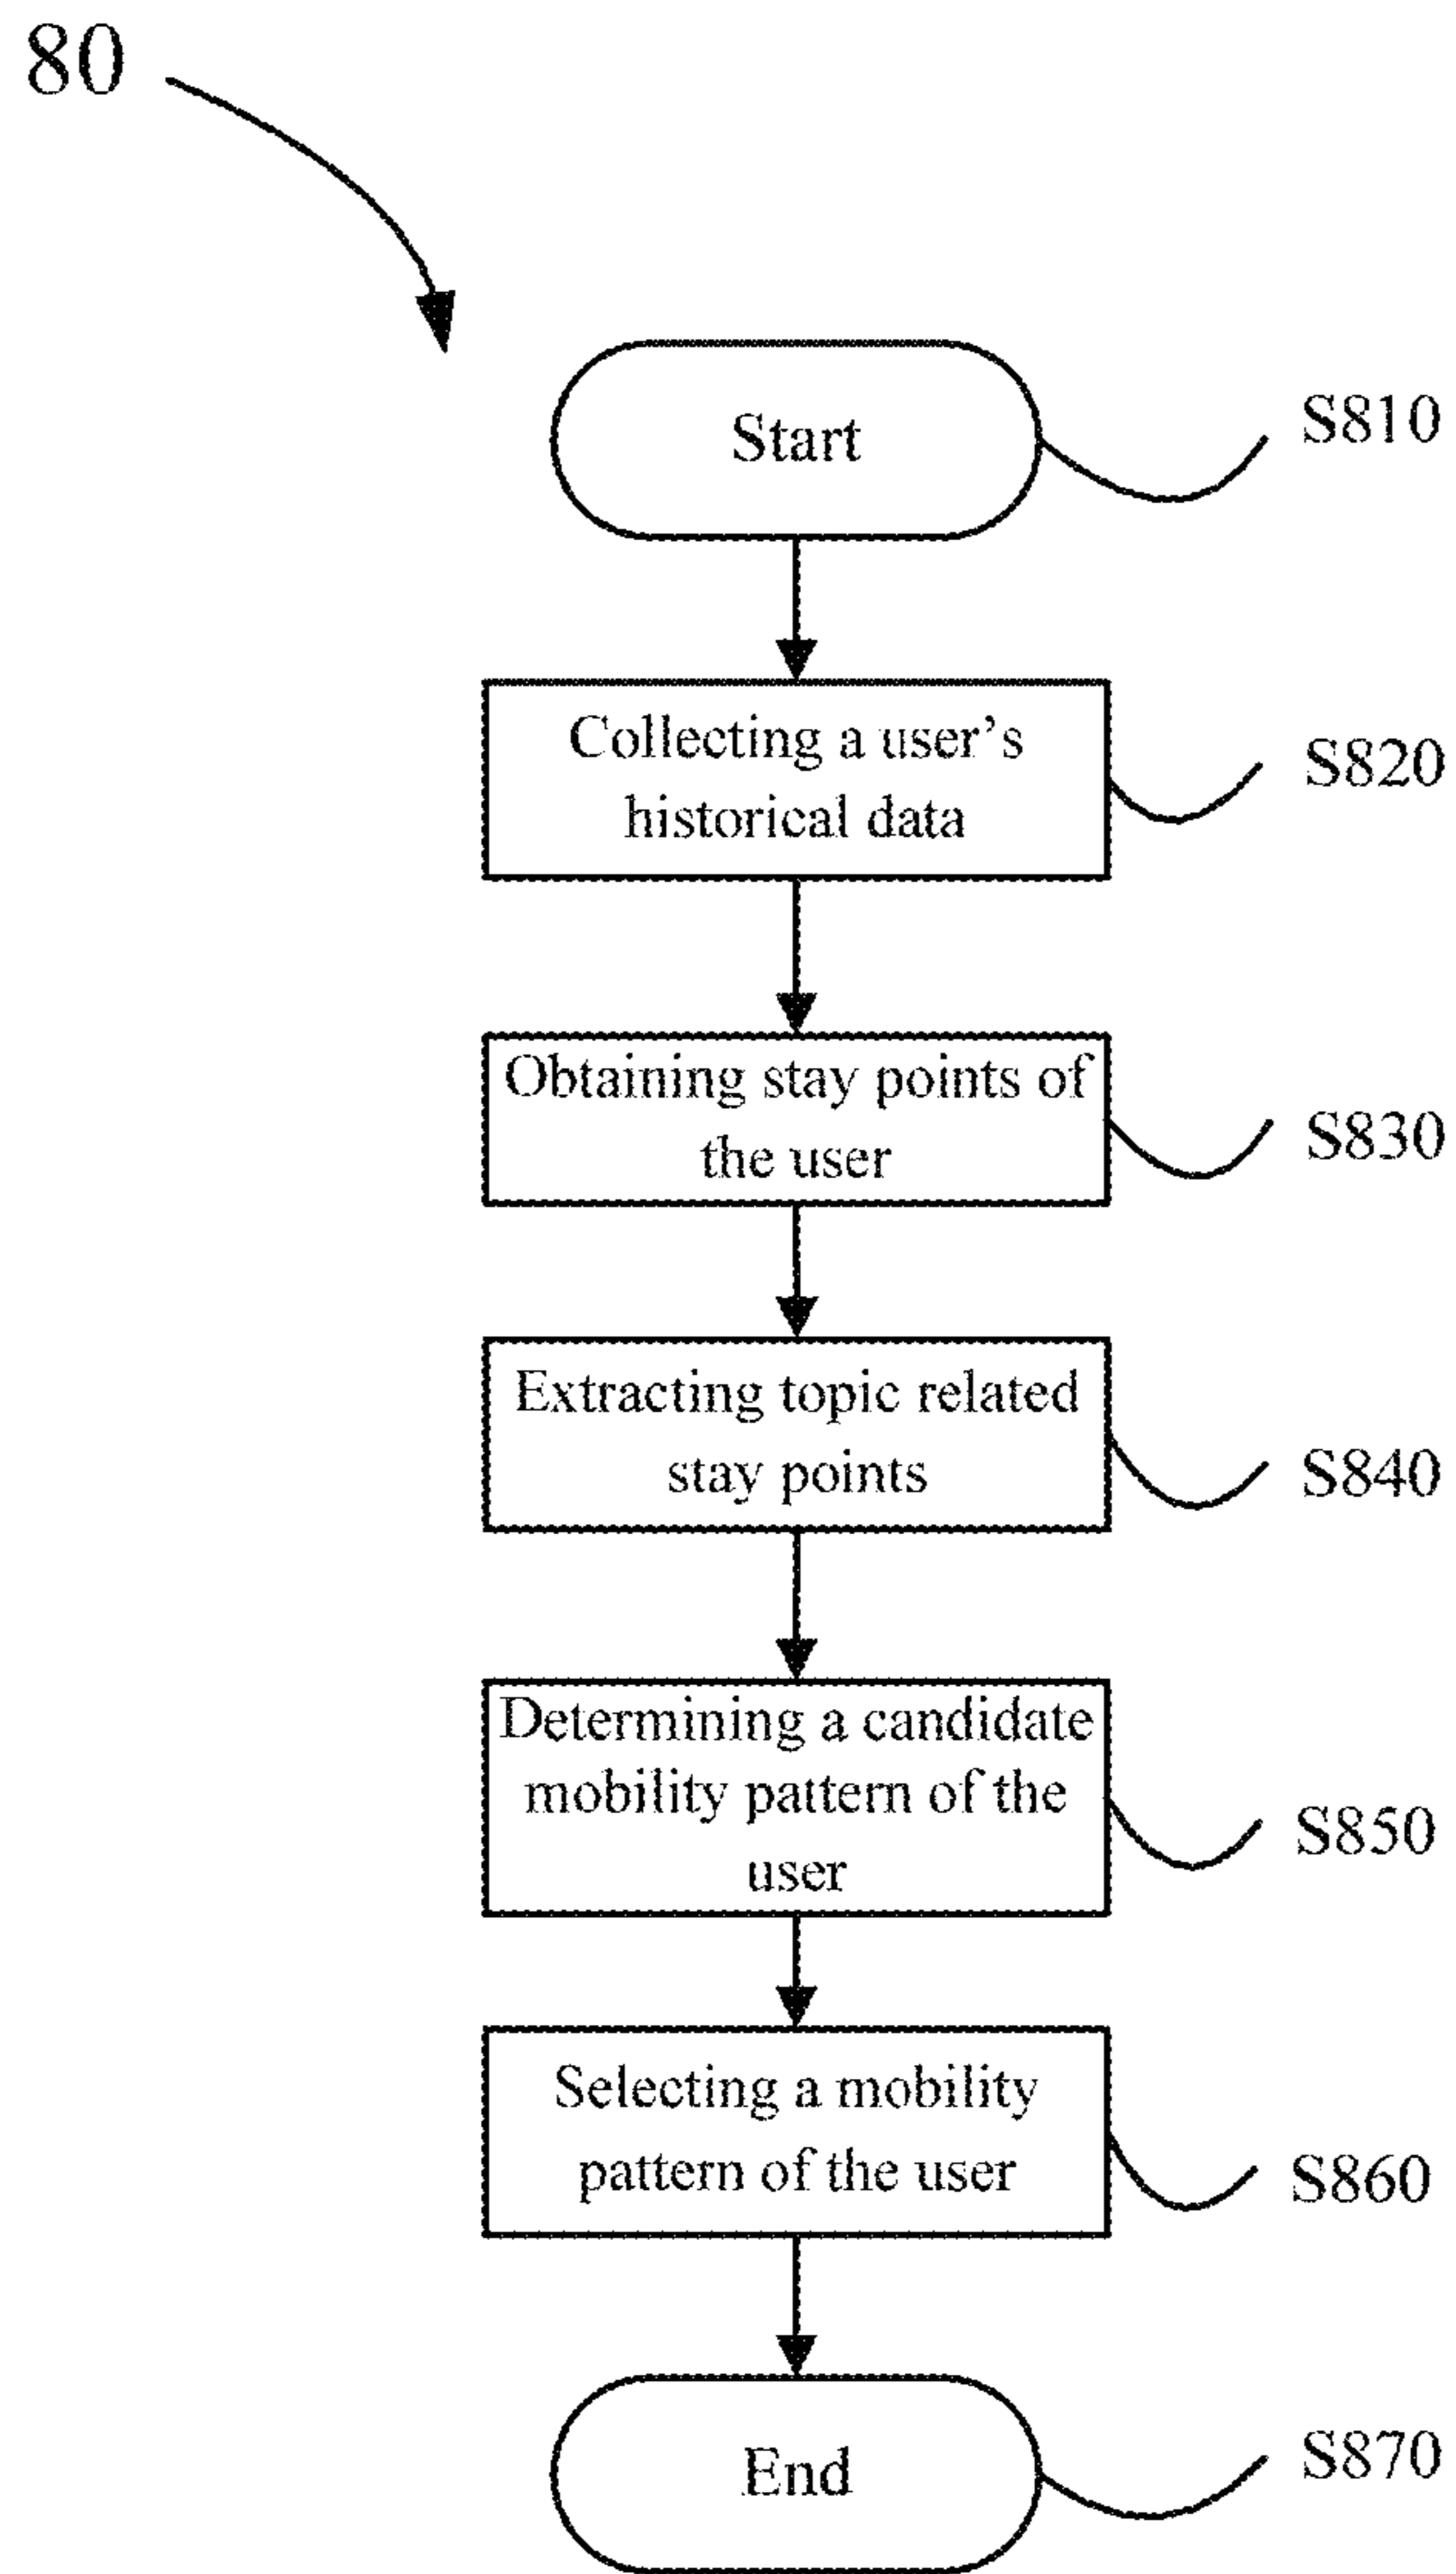 80
Start
S810
Collecting a user’s
historical data
S820
Obtaining stay points of
the user
S830
Extracting topic related
stay points
S840
Determining a candidate
mobility pattern of the
user
S850
Selecting a mobility
pattern of the user
S860
End
S870